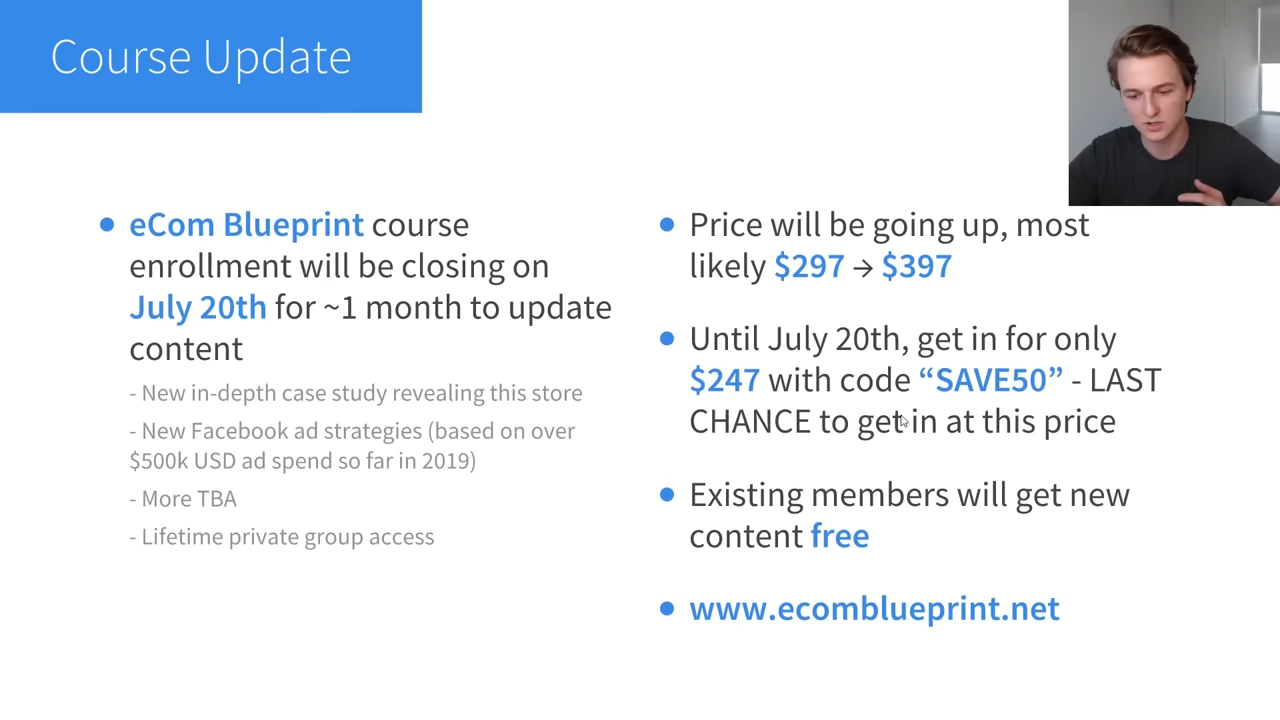 Course Update
eCom Blueprint course
enrollment will be closing on
July 20th for ~1 month to update
content
- New in-depth case study revealing this store
- New Facebook ad strategies (based on over
$500k USD ad spend so far in 2019)
- More TBA
- Lifetime private group access
Price will be going up, most
likely $297 → $397
Until July 20th, get in for only
$247 with code “SAVE50” - LAST
CHANCE to get in at this price
Existing members will get new
content free
www.ecomblueprint.net